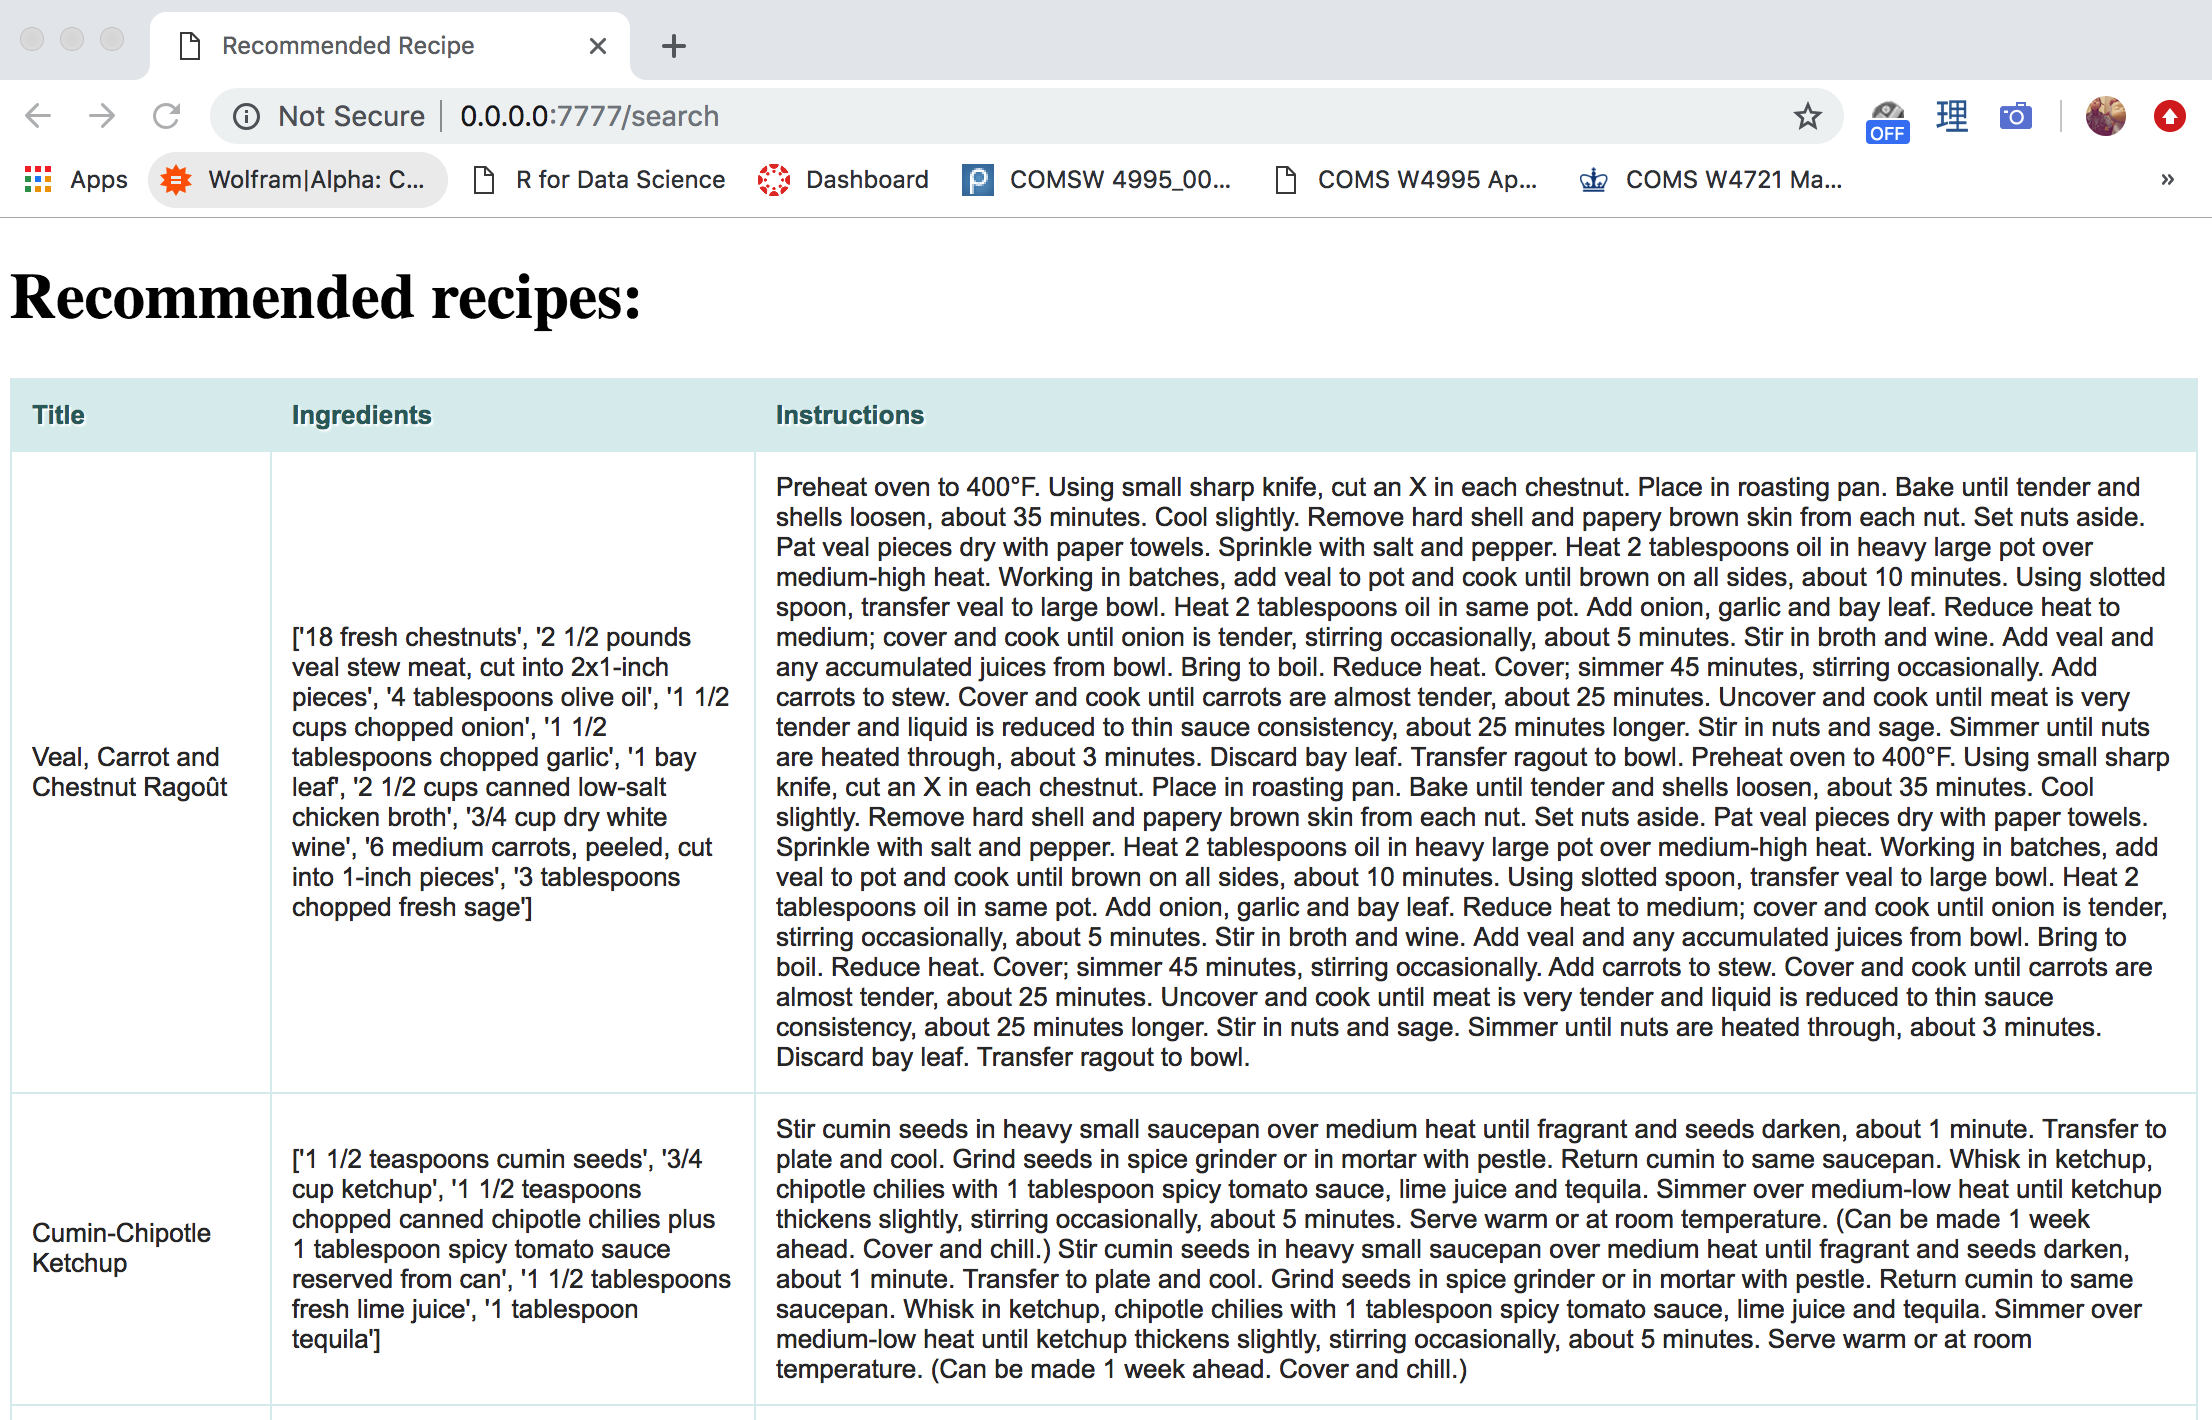 Recommended Recipe
Not Secure
0.0.0.0:7777/search
OFF
理
Apps
Wolfram|Alpha: C...
R for Data Science
Dashboard
COMSW 4995_00...
COMS W4995 Ap...
COMS W4721 Ma...
»
Recommended recipes:
Title
Ingredients
Instructions
Veal, Carrot and
Chestnut Ragoût
['18 fresh chestnuts', '2 1/2 pounds
veal stew meat, cut into 2x1-inch
pieces', '4 tablespoons olive oil', '1 1/2
cups chopped onion', '1 1/2
tablespoons chopped garlic', '1 bay
leaf', '2 1/2 cups canned low-salt
chicken broth', '3/4 cup dry white
wine', '6 medium carrots, peeled, cut
into 1-inch pieces', '3 tablespoons
chopped fresh sage']
Preheat oven to 400°F. Using small sharp knife, cut an X in each chestnut. Place in roasting pan. Bake until tender and
shells loosen, about 35 minutes. Cool slightly. Remove hard shell and papery brown skin from each nut. Set nuts aside.
Pat veal pieces dry with paper towels. Sprinkle with salt and pepper. Heat 2 tablespoons oil in heavy large pot over
medium-high heat. Working in batches, add veal to pot and cook until brown on all sides, about 10 minutes. Using slotted
spoon, transfer veal to large bowl. Heat 2 tablespoons oil in same pot. Add onion, garlic and bay leaf. Reduce heat to
medium; cover and cook until onion is tender, stirring occasionally, about 5 minutes. Stir in broth and wine. Add veal and
any accumulated juices from bowl. Bring to boil. Reduce heat. Cover; simmer 45 minutes, stirring occasionally. Add
carrots to stew. Cover and cook until carrots are almost tender, about 25 minutes. Uncover and cook until meat is very
tender and liquid is reduced to thin sauce consistency, about 25 minutes longer. Stir in nuts and sage. Simmer until nuts
are heated through, about 3 minutes. Discard bay leaf. Transfer ragout to bowl. Preheat oven to 400°F. Using small sharp
knife, cut an X in each chestnut. Place in roasting pan. Bake until tender and shells loosen, about 35 minutes. Cool
slightly. Remove hard shell and papery brown skin from each nut. Set nuts aside. Pat veal pieces dry with paper towels.
Sprinkle with salt and pepper. Heat 2 tablespoons oil in heavy large pot over medium-high heat. Working in batches, add
veal to pot and cook until brown on all sides, about 10 minutes. Using slotted spoon, transfer veal to large bowl. Heat 2
tablespoons oil in same pot. Add onion, garlic and bay leaf. Reduce heat to medium; cover and cook until onion is tender,
stirring occasionally, about 5 minutes. Stir in broth and wine. Add veal and any accumulated juices from bowl. Bring to
boil. Reduce heat. Cover; simmer 45 minutes, stirring occasionally. Add carrots to stew. Cover and cook until carrots are
almost tender, about 25 minutes. Uncover and cook until meat is very tender and liquid is reduced to thin sauce
consistency, about 25 minutes longer. Stir in nuts and sage. Simmer until nuts are heated through, about 3 minutes.
Discard bay leaf. Transfer ragout to bowl.
Cumin-Chipotle
Ketchup
['1 1/2 teaspoons cumin seeds', '3/4
cup ketchup', '1 1/2 teaspoons
chopped canned chipotle chilies plus
1 tablespoon spicy tomato sauce
reserved from can', '1 1/2 tablespoons
fresh lime juice', '1 tablespoon
tequila']
Stir cumin seeds in heavy small saucepan over medium heat until fragrant and seeds darken, about 1 minute. Transfer to
plate and cool. Grind seeds in spice grinder or in mortar with pestle. Return cumin to same saucepan. Whisk in ketchup,
chipotle chilies with 1 tablespoon spicy tomato sauce, lime juice and tequila. Simmer over medium-low heat until ketchup
thickens slightly, stirring occasionally, about 5 minutes. Serve warm or at room temperature. (Can be made 1 week
ahead. Cover and chill.) Stir cumin seeds in heavy small saucepan over medium heat until fragrant and seeds darken,
about 1 minute. Transfer to plate and cool. Grind seeds in spice grinder or in mortar with pestle. Return cumin to same
saucepan. Whisk in ketchup, chipotle chilies with 1 tablespoon spicy tomato sauce, lime juice and tequila. Simmer over
medium-low heat until ketchup thickens slightly, stirring occasionally, about 5 minutes. Serve warm or at room
temperature. (Can be made 1 week ahead. Cover and chill.)